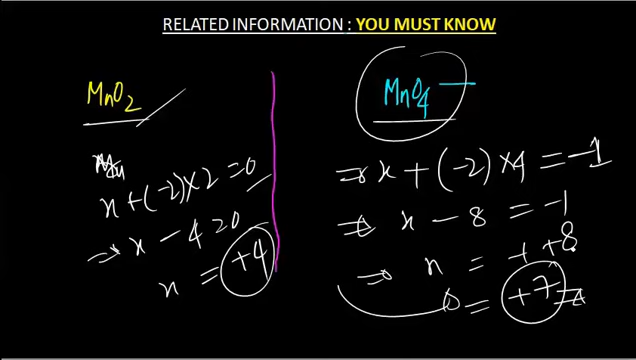 RELATED INFORMATION : YOU MUST KNOW
MnO2
x+(-2)×2=0
⇒ x - 4=0
x = +4
MnO4⁻
⇒ x + (-2)×4 = -1
⇒ x - 8 = -1
⇒ x = -1 +8
= +7